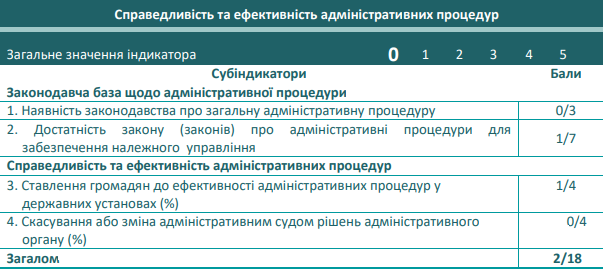 Справедливість та ефективність адміністративних процедур
Загальне значення індикатора 0 1 2 3 4 5
Субіндикатори Бали
Законодавча база щодо адміністративної процедури
1. Наявність законодавства про загальну адміністративну процедуру 0/3
2. Достатність закону (законів) про адміністративні процедури для
забезпечення належного управління 1/7
Справедливість та ефективність адміністративних процедур
3. Ставлення громадян до ефективності адміністративних процедур у
державних установах (%) 1/4
4. Скасування або зміна адміністративним судом рішень адміністративного
органу (%) 0/4
Загалом 2/18